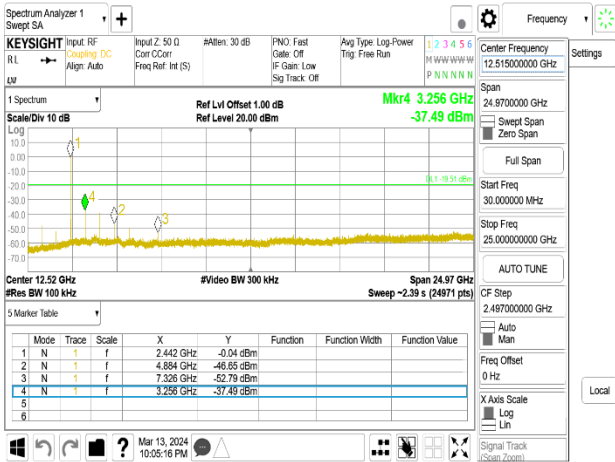 Spectrum Analyzer 1
Swept SA
Frequency
KEYSIGHT
RL
Input: RF
Coupling: DC
Align: Auto
Input Z: 50 Ω
Corr CCorr
Freq Ref: Int (S)
#Atten: 30 dB
PNO: Fast
Gate: Off
IF Gain: Low
Sig Track: Off
Avg Type: Log-Power
Trig: Free Run
1 2 3 4 5 6
M W W W W W
P N N N N N
Center Frequency
12.515000000 GHz
Settings
Span
24.9700000 GHz
Swept Span
Zero Span
Full Span
Start Freq
30.000000 MHz
Stop Freq
25.000000000 GHz
AUTO TUNE
CF Step
2.497000000 GHz
Auto
Man
Freq Offset
0 Hz
X Axis Scale
Log
Lin
Local
Signal Track
(Span Zoom)
1 Spectrum
Scale/Div 10 dB
Log
Ref Lvl Offset 1.00 dB
Ref Level 20.00 dBm
Mkr4 3.256 GHz
-37.49 dBm
10.0
0.00
-10.0
-20.0
-30.0
-40.0
-50.0
-60.0
-70.0
1
4
2
3
DL1 -19.51 dBm
Center 12.52 GHz
#Res BW 100 kHz
#Video BW 300 kHz
Span 24.97 GHz
Sweep ~2.39 s (24971 pts)
5 Marker Table
Mode Trace Scale X Y Function Function Width Function Value
1 N 1 f 2.442 GHz -0.04 dBm
2 N 1 f 4.884 GHz -46.65 dBm
3 N 1 f 7.326 GHz -52.79 dBm
4 N 1 f 3.256 GHz -37.49 dBm
5
6
Mar 13, 2024
10:05:16 PM